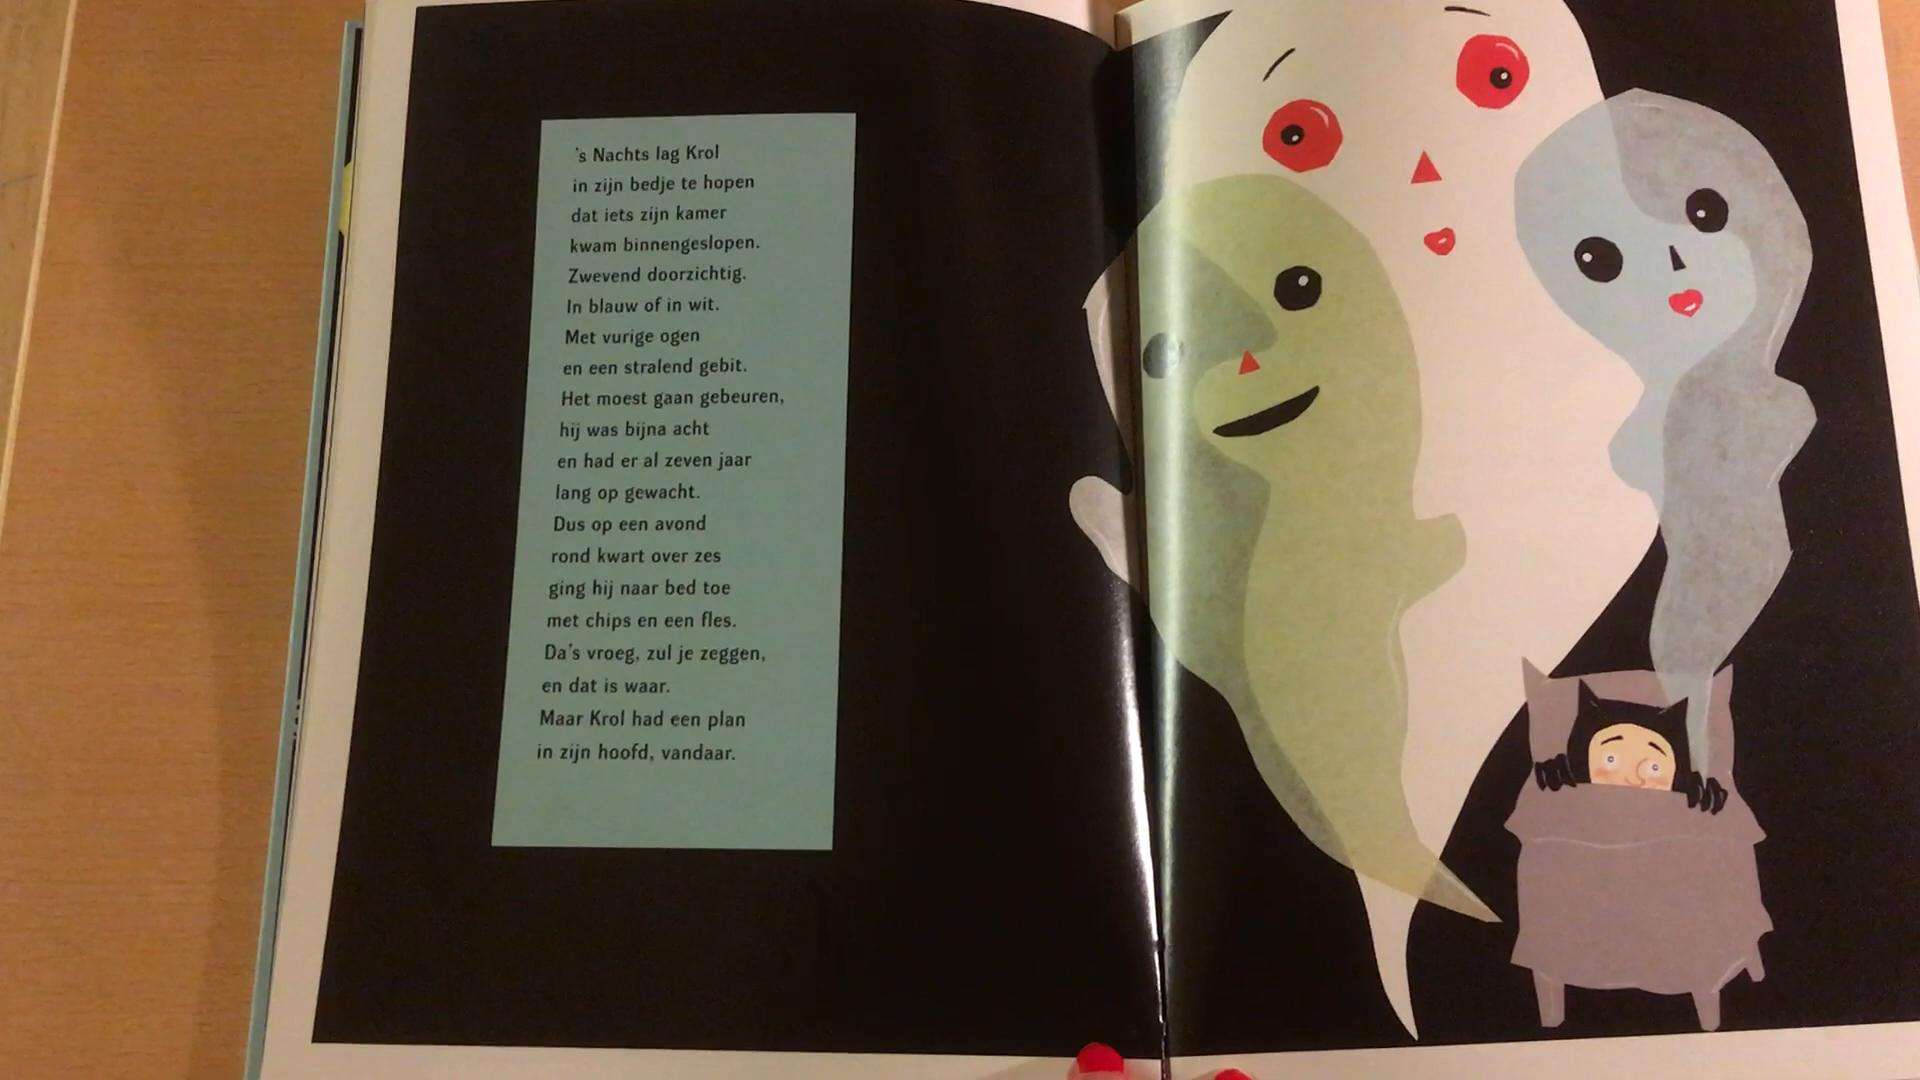 's Nachts lag Krol
in zijn bedje te hopen
dat iets zijn kamer
kwam binnengeslopen.
Zwevend doorzichtig.
In blauw of in wit.
Met vurige ogen
en een stralend gebit.
Het moest gaan gebeuren,
hij was bijna acht
en had er al zeven jaar
lang op gewacht.
Dus op een avond
rond kwart over zes
ging hij naar bed toe
met chips en een fles.
Da's vroeg, zul je zeggen,
en dat is waar.
Maar Krol had een plan
in zijn hoofd, vandaar.